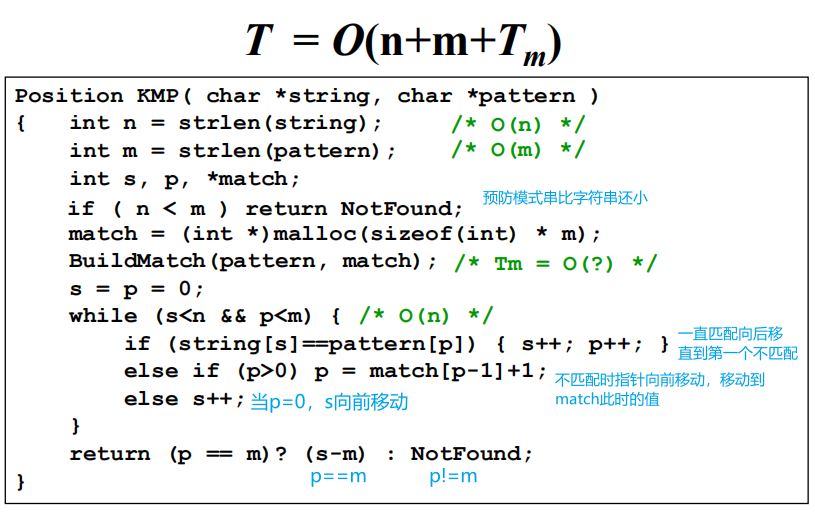 T = O(n+m+Tm)
Position KMP( char *string, char *pattern )
{ int n = strlen(string); /* O(n) */
int m = strlen(pattern); /* O(m) */
int s, p, *match;
if ( n < m ) return NotFound; 预防模式串比字符串还小
match = (int *)malloc(sizeof(int) * m);
BuildMatch(pattern, match); /* Tm = O(?) */
s = p = 0;
while (s<n && p<m) { /* O(n) */
if (string[s]==pattern[p]) { s++; p++; } 一直匹配向后移
直到第一个不匹配
else if (p>0) p = match[p-1]+1; 不匹配时指针向前移动，移动到
match此时的值
else s++; 当p=0，s向前移动
}
return (p == m)? (s-m) : NotFound;
p==m p!=m
}